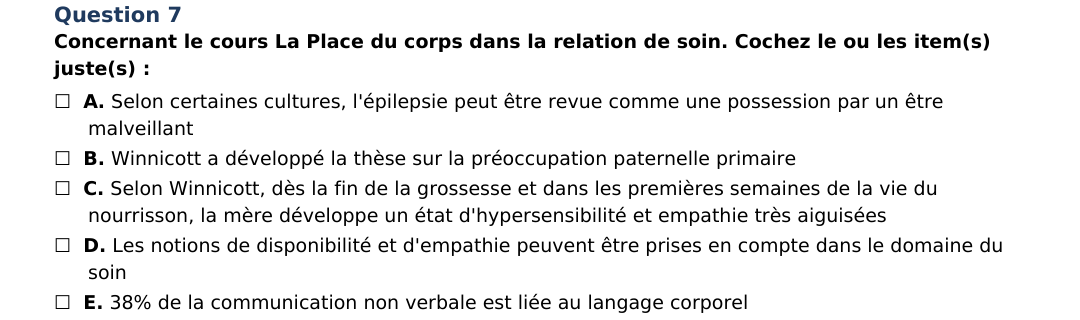 Question 7
Concernant le cours La Place du corps dans la relation de soin. Cochez le ou les item(s)
juste(s) :
☐ A. Selon certaines cultures, l'épilepsie peut être revue comme une possession par un être
malveillant
☐ B. Winnicott a développé la thèse sur la préoccupation paternelle primaire
☐ C. Selon Winnicott, dès la fin de la grossesse et dans les premières semaines de la vie du
nourrisson, la mère développe un état d'hypersensibilité et empathie très aiguisées
☐ D. Les notions de disponibilité et d'empathie peuvent être prises en compte dans le domaine du
soin
☐ E. 38% de la communication non verbale est liée au langage corporel